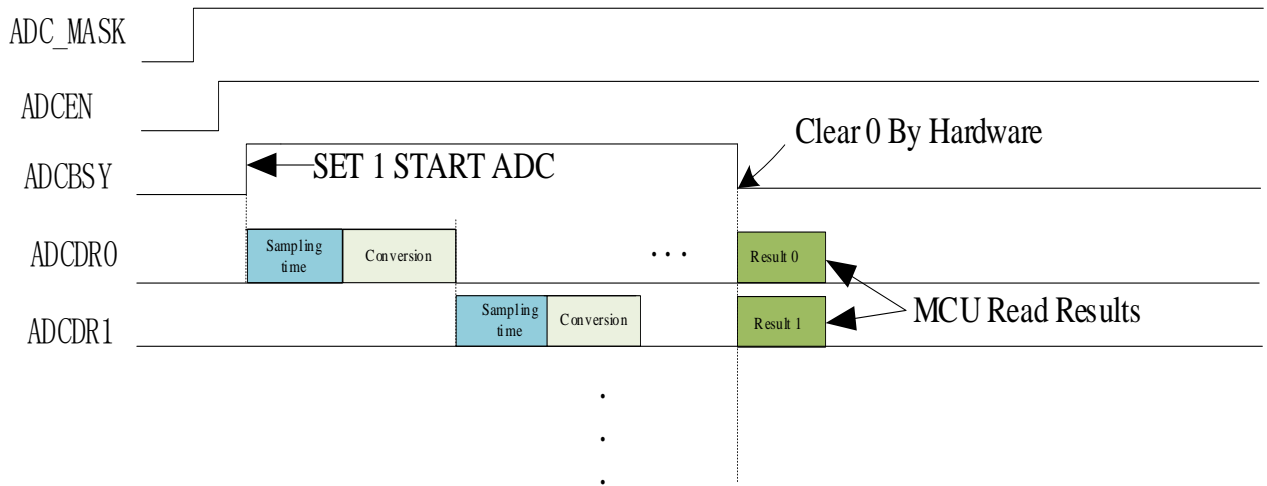 ADC_MASK
ADCEN
Clear 0 By Hardware
ADCBSY
SET 1 START ADC
ADCDR0
Sampling
time
Conversion
...
Result 0
ADCDR1
Sampling
time
Conversion
Result 1
MCU Read Results